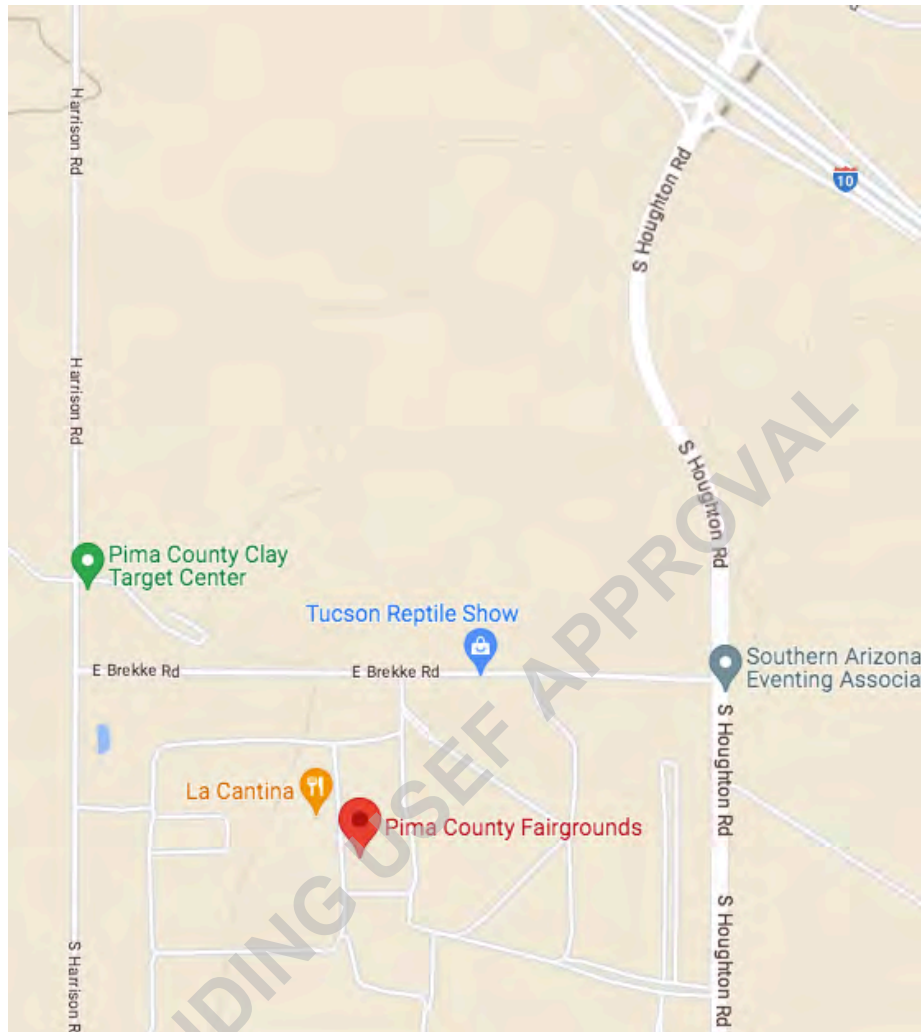 Harrison Rd
10
S Houghton Rd
Harrison Rd
S Houghton Rd
Pima County Clay
Target Center
Tucson Reptile Show
E Brekke Rd
E Brekke Rd
Southern Arizona
Eventing Associa
S Houghton Rd
La Cantina
Pima County Fairgrounds
S Harrison R
S Houghton Rd
NDING USEF APPROVAL